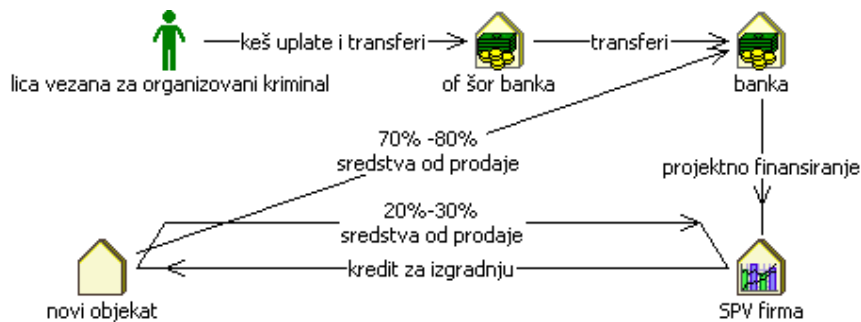 keš uplate i transferi
transferi
lica vezana za organizovani kriminal
of šor banka
banka
70% -80%
sredstva od prodaje
projektno finansiranje
20%-30%
sredstva od prodaje
kredit za izgradnju
novi objekat
SPV firma